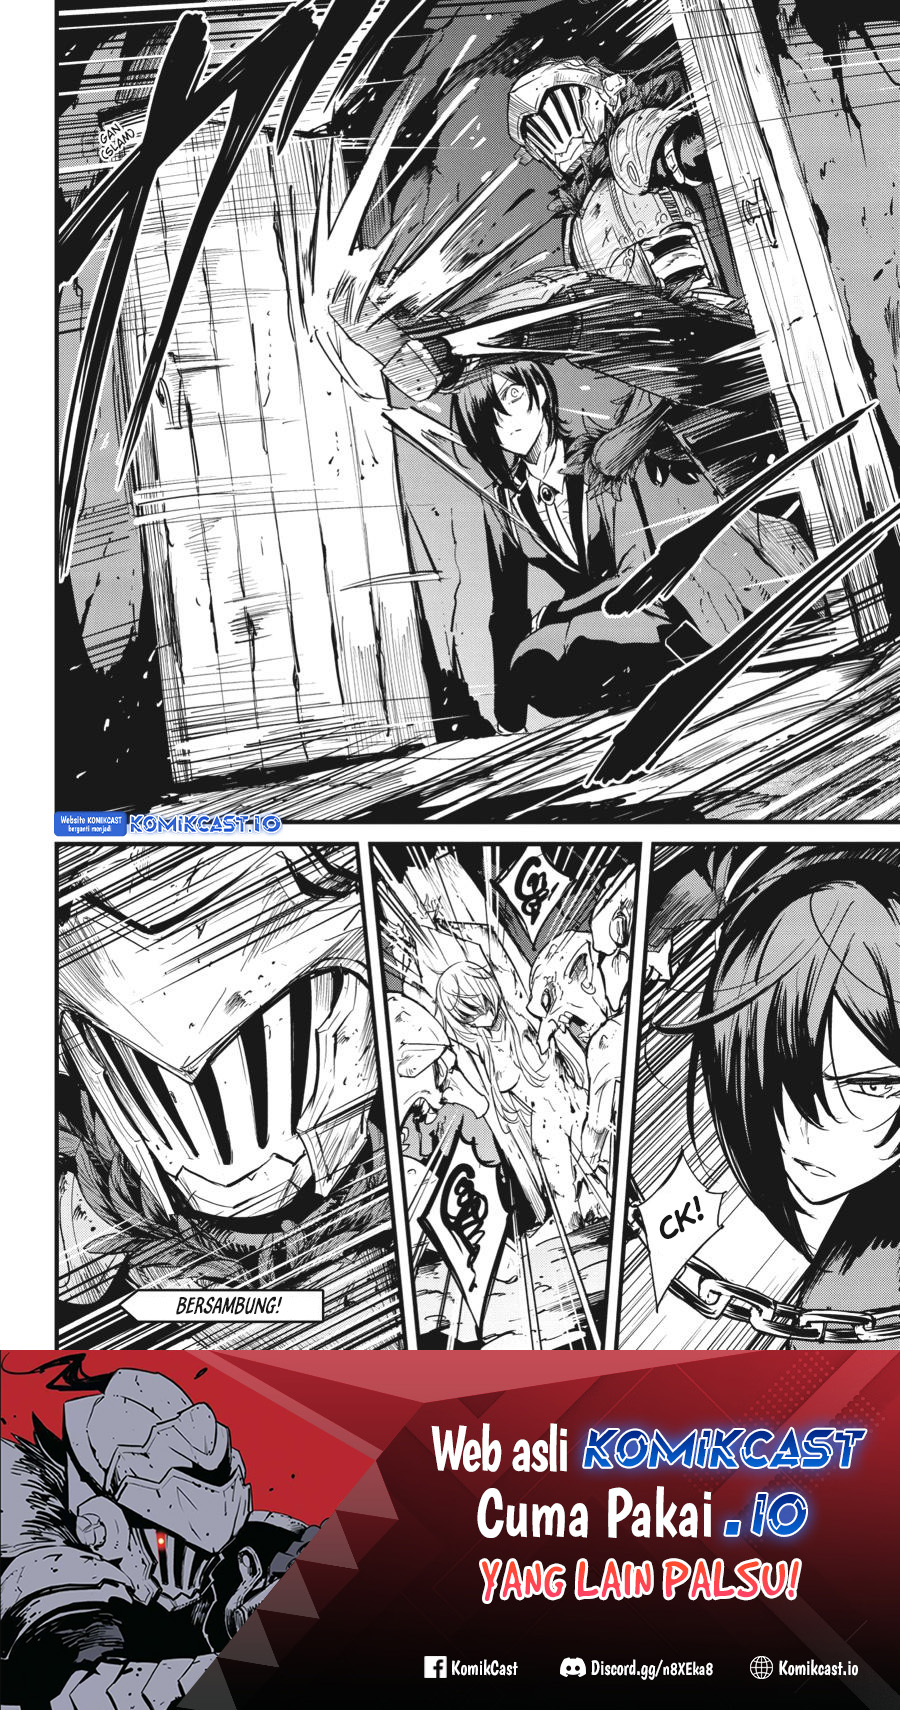 GAN
(SLAM)
Website KOMIKCAST
berganti menjadi
KOMIKCAST.IO
CK!
BERSAMBUNG!
Web asli KOMIKCAST
Cuma Pakai .IO
YANG LAIN PALSU!
KomikCast
Discord.gg/n8XEka8
Komikcast.io